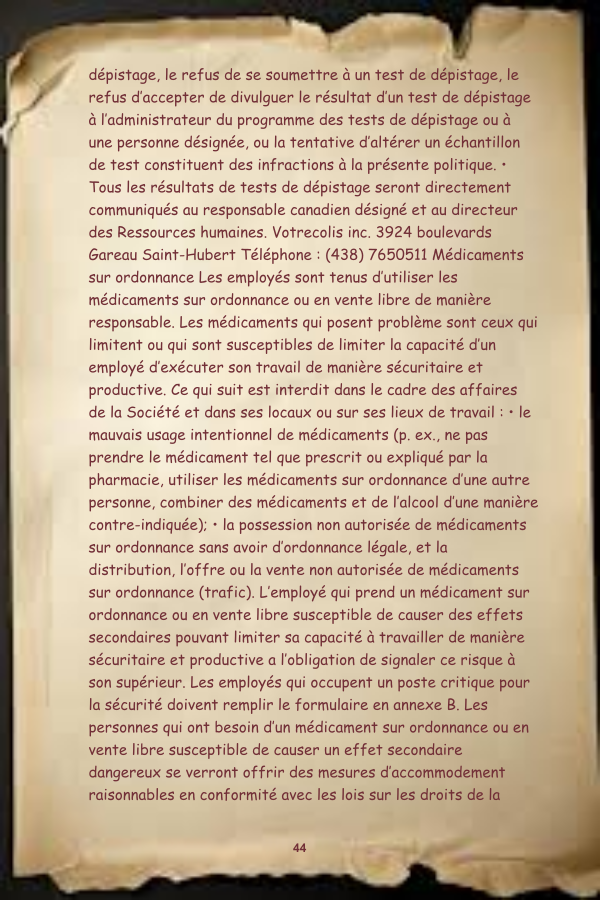 dépistage, le refus de se soumettre à un test de dépistage, le
refus d’accepter de divulguer le résultat d’un test de dépistage
à l’administrateur du programme des tests de dépistage ou à
une personne désignée, ou la tentative d’altérer un échantillon
de test constituent des infractions à la présente politique. •
Tous les résultats de tests de dépistage seront directement
communiqués au responsable canadien désigné et au directeur
des Ressources humaines. Votrecolis inc. 3924 boulevards
Gareau Saint-Hubert Téléphone : (438) 7650511 Médicaments
sur ordonnance Les employés sont tenus d’utiliser les
médicaments sur ordonnance ou en vente libre de manière
responsable. Les médicaments qui posent problème sont ceux qui
limitent ou qui sont susceptibles de limiter la capacité d’un
employé d’exécuter son travail de manière sécuritaire et
productive. Ce qui suit est interdit dans le cadre des affaires
de la Société et dans ses locaux ou sur ses lieux de travail : • le
mauvais usage intentionnel de médicaments (p. ex., ne pas
prendre le médicament tel que prescrit ou expliqué par la
pharmacie, utiliser les médicaments sur ordonnance d’une autre
personne, combiner des médicaments et de l’alcool d’une manière
contre-indiquée); • la possession non autorisée de médicaments
sur ordonnance sans avoir d’ordonnance légale, et la
distribution, l’offre ou la vente non autorisée de médicaments
sur ordonnance (trafic). L’employé qui prend un médicament sur
ordonnance ou en vente libre susceptible de causer des effets
secondaires pouvant limiter sa capacité à travailler de manière
sécuritaire et productive a l’obligation de signaler ce risque à
son supérieur. Les employés qui occupent un poste critique pour
la sécurité doivent remplir le formulaire en annexe B. Les
personnes qui ont besoin d’un médicament sur ordonnance ou en
vente libre susceptible de causer un effet secondaire
dangereux se verront offrir des mesures d’accommodement
raisonnables en conformité avec les lois sur les droits de la
44